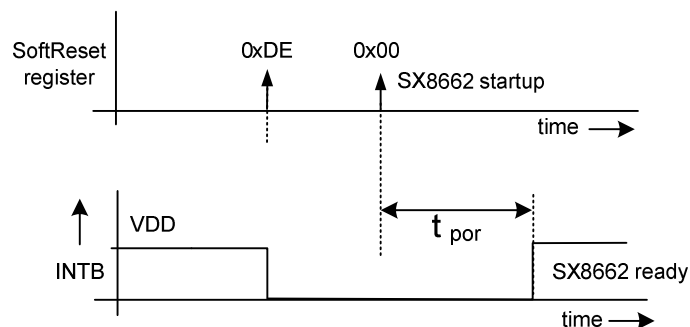 SoftReset
register
0xDE
0x00
SX8662 startup
time
VDD
INTB
t por
SX8662 ready
time